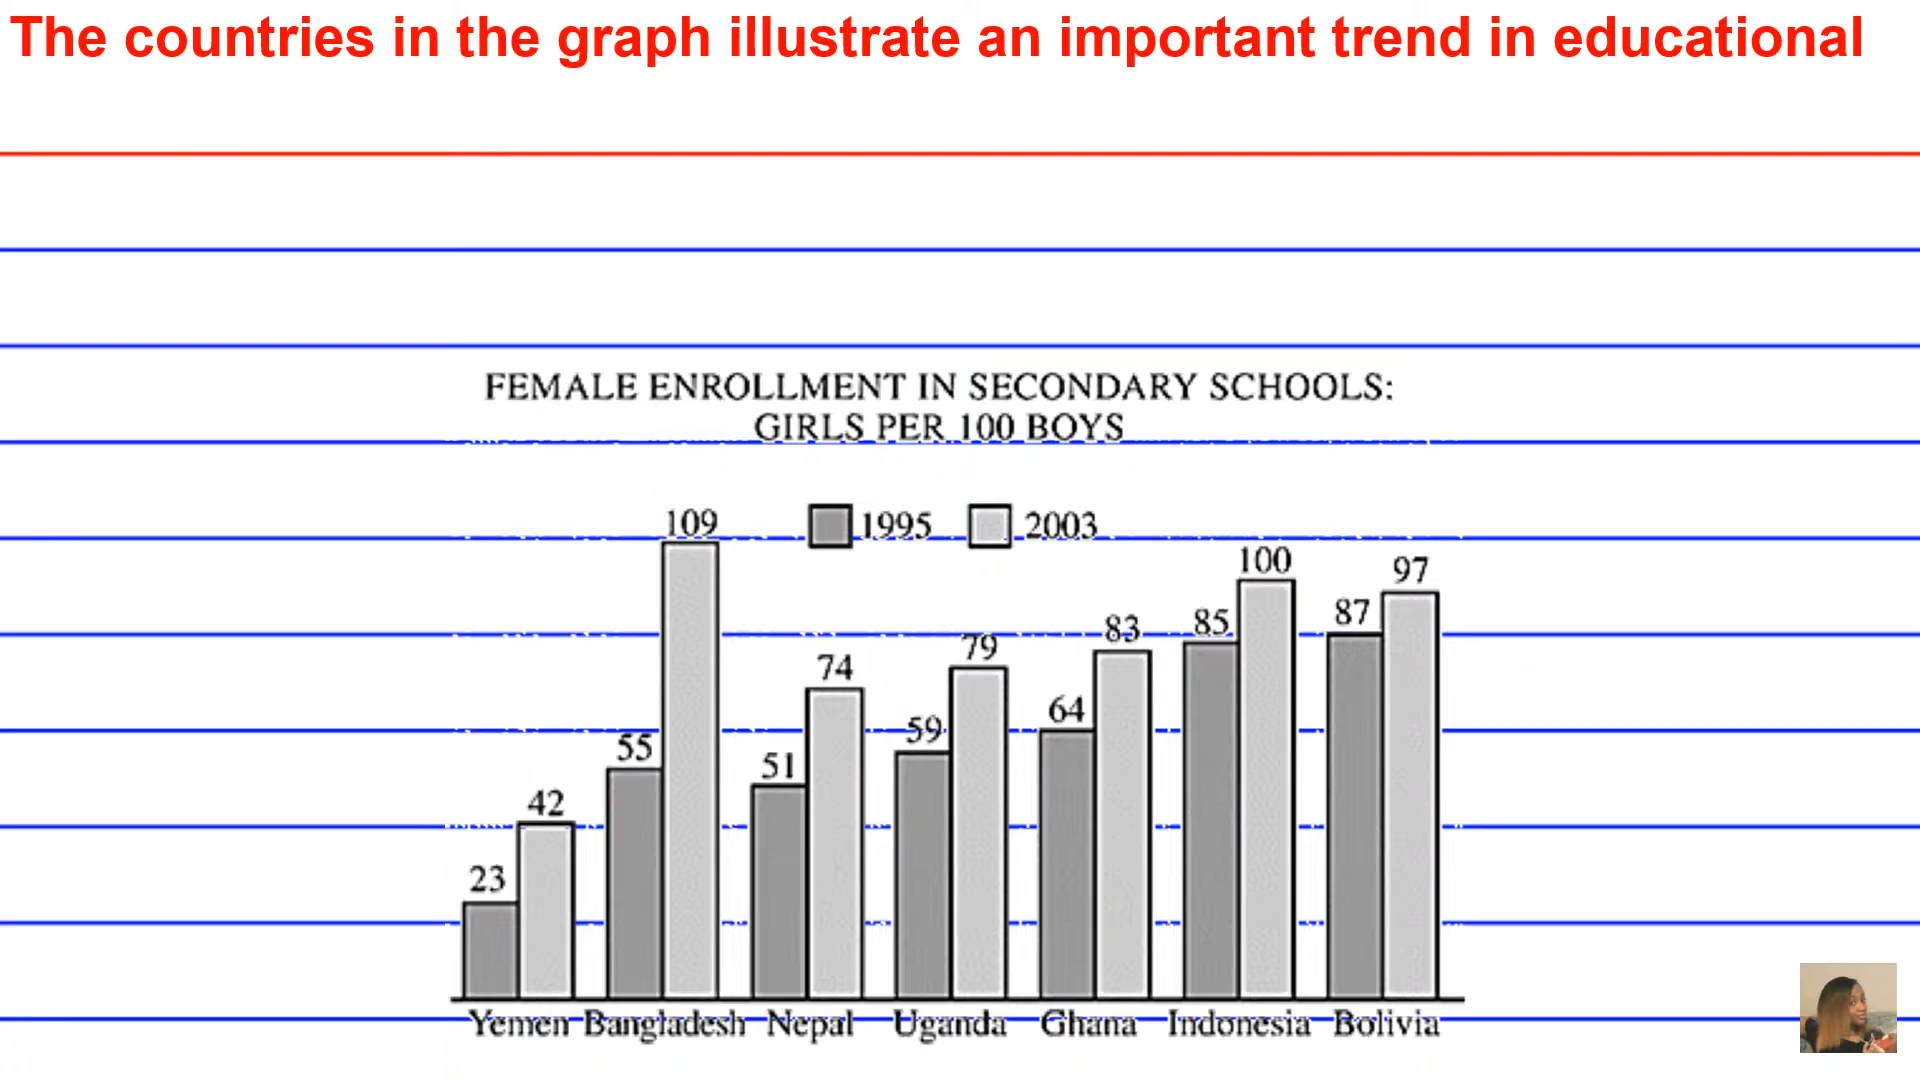 The countries in the graph illustrate an important trend in educational
FEMALE ENROLLMENT IN SECONDARY SCHOOLS:
GIRLS PER 100 BOYS
1995 2003
23 42 55 109 51 74 59 79 64 83 85 100 87 97
Yemen Bangladesh Nepal Uganda Ghana Indonesia Bolivia